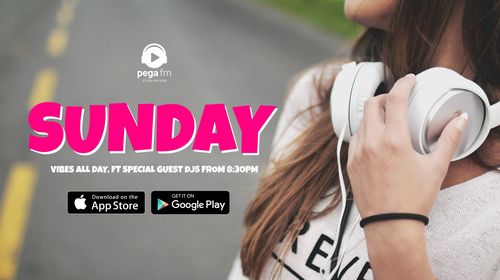 pega fm
SUNDAY
VIBES ALL DAY, FT SPECIAL GUEST DJS FROM 8:30PM
Download on the
App Store
GET IT ON
Google Play
REVE